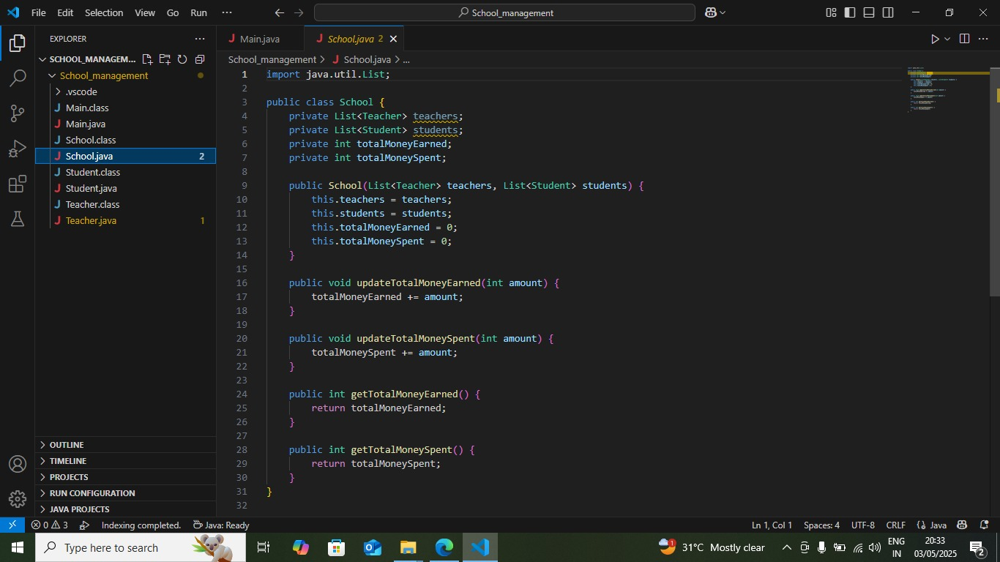 File Edit Selection View Go Run ··· School_management
EXPLORER ···
Main.java
School.java 2
SCHOOL_MANAGEM...
School_management > School.java > ...
School_management
.vscode
Main.class
Main.java
School.class
School.java 2
Student.class
Student.java
Teacher.class
Teacher.java 1
OUTLINE
TIMELINE
PROJECTS
RUN CONFIGURATION
JAVA PROJECTS
1 import java.util.List;
2
3 public class School {
4 private List<Teacher> teachers;
5 private List<Student> students;
6 private int totalMoneyEarned;
7 private int totalMoneySpent;
8
9 public School(List<Teacher> teachers, List<Student> students) {
10 this.teachers = teachers;
11 this.students = students;
12 this.totalMoneyEarned = 0;
13 this.totalMoneySpent = 0;
14 }
15
16 public void updateTotalMoneyEarned(int amount) {
17 totalMoneyEarned += amount;
18 }
19
20 public void updateTotalMoneySpent(int amount) {
21 totalMoneySpent += amount;
22 }
23
24 public int getTotalMoneyEarned() {
25 return totalMoneyEarned;
26 }
27
28 public int getTotalMoneySpent() {
29 return totalMoneySpent;
30 }
31 }
32
0 3 Indexing completed. Java: Ready Ln 1, Col 1 Spaces: 4 UTF-8 CRLF {} Java
Type here to search
1 31°C Mostly clear
ENG
IN
20:33
03/05/2025
2